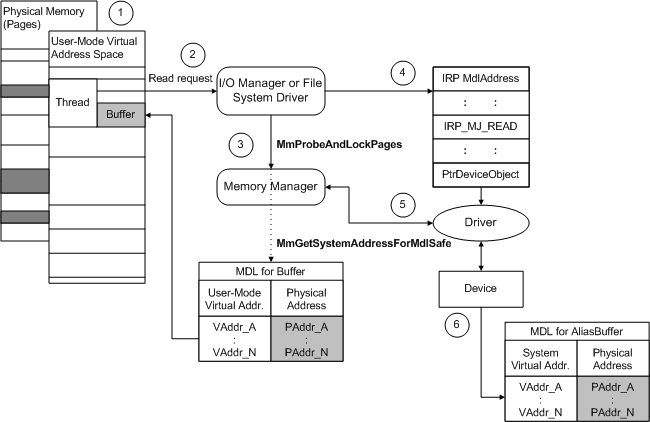 Physical Memory
(Pages)
1
User-Mode Virtual
Address Space
Thread
Buffer
2
Read request
I/O Manager or File
System Driver
3
MmProbeAndLockPages
Memory Manager
MmGetSystemAddressForMdlSafe
MDL for Buffer
User-Mode
Virtual Addr.
Physical
Address
VAddr_A
:
VAddr_N
PAddr_A
:
PAddr_N
4
IRP MdlAddress
: :
IRP_MJ_READ
: :
PtrDeviceObject
5
Driver
Device
6
MDL for AliasBuffer
System
Virtual Addr.
Physical
Address
VAddr_A
:
VAddr_N
PAddr_A
:
PAddr_N